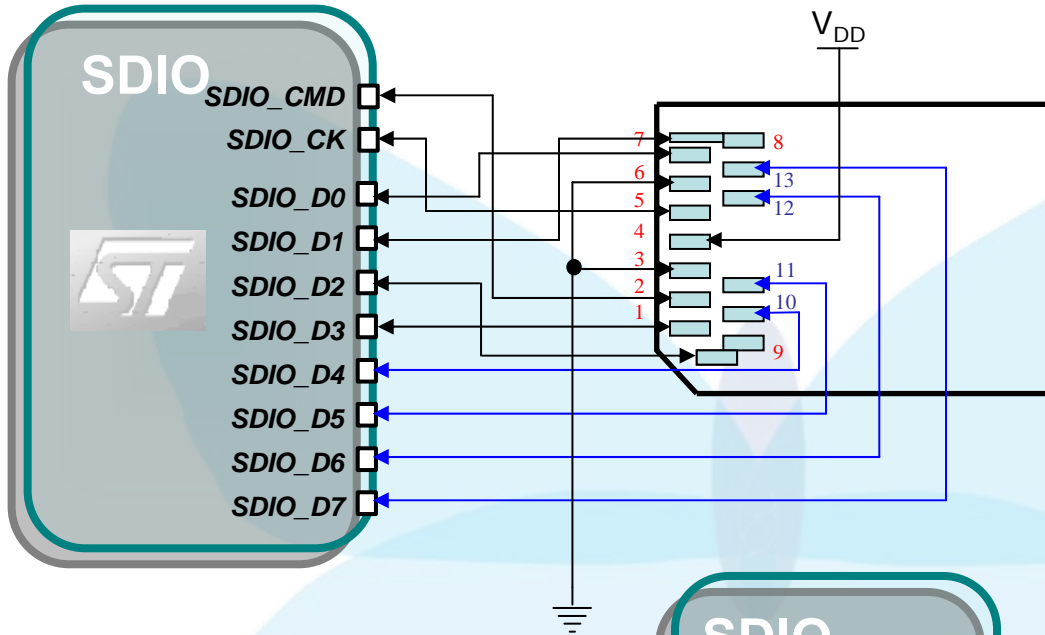 SDIO
SDIO_CMD
SDIO_CK
SDIO_D0
SDIO_D1
SDIO_D2
SDIO_D3
SDIO_D4
SDIO_D5
SDIO_D6
SDIO_D7
ST
VDD
7
8
6
13
5
12
4
3
11
2
10
1
9
SDIO